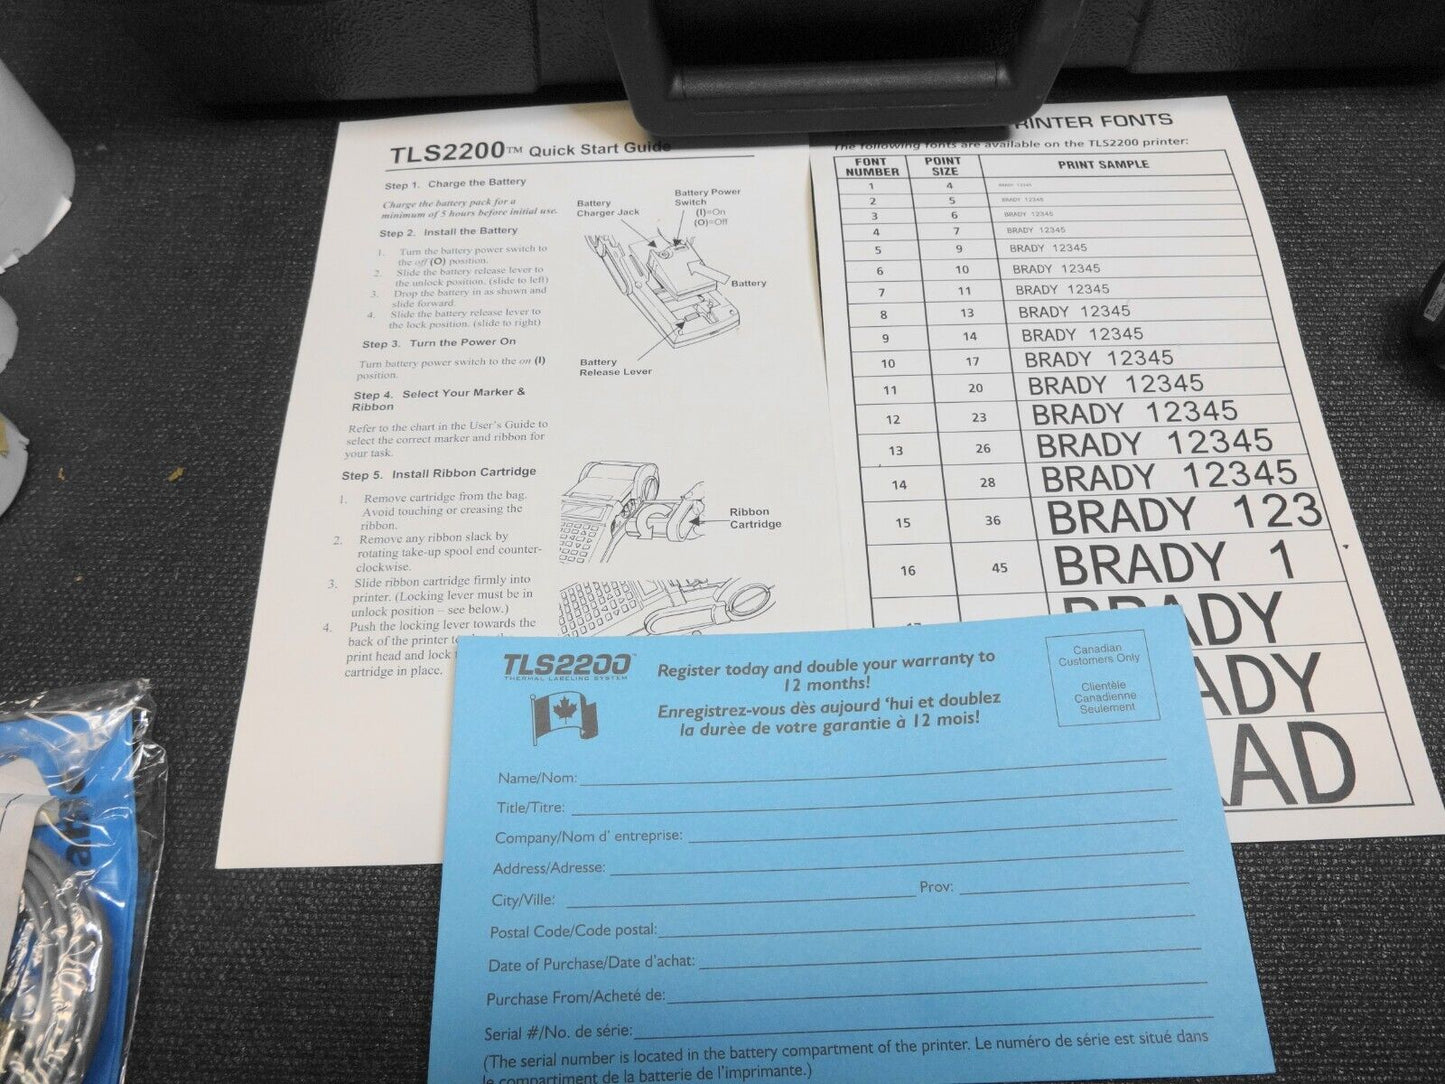 TLS2200™ Quick Start Guide
Step 1. Charge the Battery
Charge the battery pack for a
minimum of 5 hours before initial use.
Step 2. Install the Battery
1. Turn the battery power switch to
the off (O) position.
2. Slide the battery release lever to
the unlock position. (slide to left)
3. Drop the battery in as shown and
slide forward.
4. Slide the battery release lever to
the lock position. (slide to right)
Step 3. Turn the Power On
Turn battery power switch to the on (I)
position.
Step 4. Select Your Marker &
Ribbon
Refer to the chart in the User's Guide to
select the correct marker and ribbon for
your task.
Step 5. Install Ribbon Cartridge
1. Remove cartridge from the bag.
Avoid touching or creasing the
ribbon.
2. Remove any ribbon slack by
rotating take-up spool end counter-
clockwise.
3. Slide ribbon cartridge firmly into
printer. (Locking lever must be in
unlock position – see below.)
4. Push the locking lever towards the
back of the printer
print head and lock
cartridge in place.
Battery
Charger Jack
Battery Power
Switch
(I)=On
(O)=Off
Battery
Battery
Release Lever
Ribbon
Cartridge
PRINTER FONTS
The following fonts are available on the TLS2200 printer:
FONT NUMBER POINT SIZE PRINT SAMPLE
1 4 BRADY 12345
2 5 BRADY 12345
3 6 BRADY 12345
4 7 BRADY 12345
5 9 BRADY 12345
6 10 BRADY 12345
7 11 BRADY 12345
8 13 BRADY 12345
9 14 BRADY 12345
10 17 BRADY 12345
11 20 BRADY 12345
12 23 BRADY 12345
13 26 BRADY 12345
14 28 BRADY 12345
15 36 BRADY 123
16 45 BRADY 1
BRADY
ADY
AD
TLS2200™
THERMAL LABELING SYSTEM
Register today and double your warranty to
12 months!
Enregistrez-vous dès aujourd 'hui et doublez
la durèe de votre garantie à 12 mois!
Canadian
Customers Only
Clientèle
Canadienne
Seulement
Name/Nom:
Title/Titre:
Company/Nom d' entreprise:
Address/Adresse:
City/Ville: Prov:
Postal Code/Code postal:
Date of Purchase/Date d'achat:
Purchase From/Acheté de:
Serial #/No. de série:
(The serial number is located in the battery compartment of the printer. Le numéro de série est situé dans
le compartiment de la batterie de l'imprimante.)